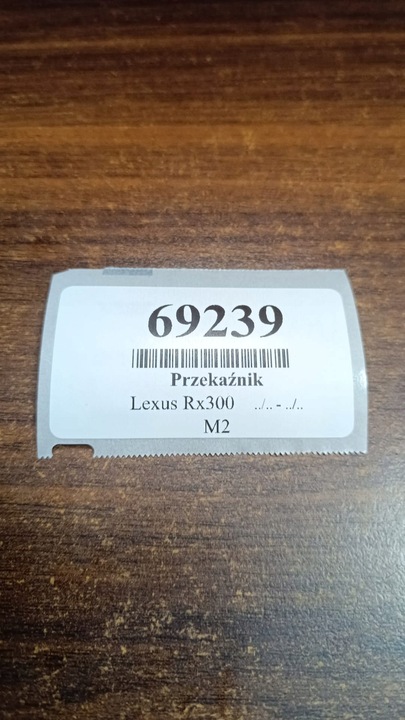 69239
Przekaźnik
Lexus Rx300 ../.. - ../..
M2